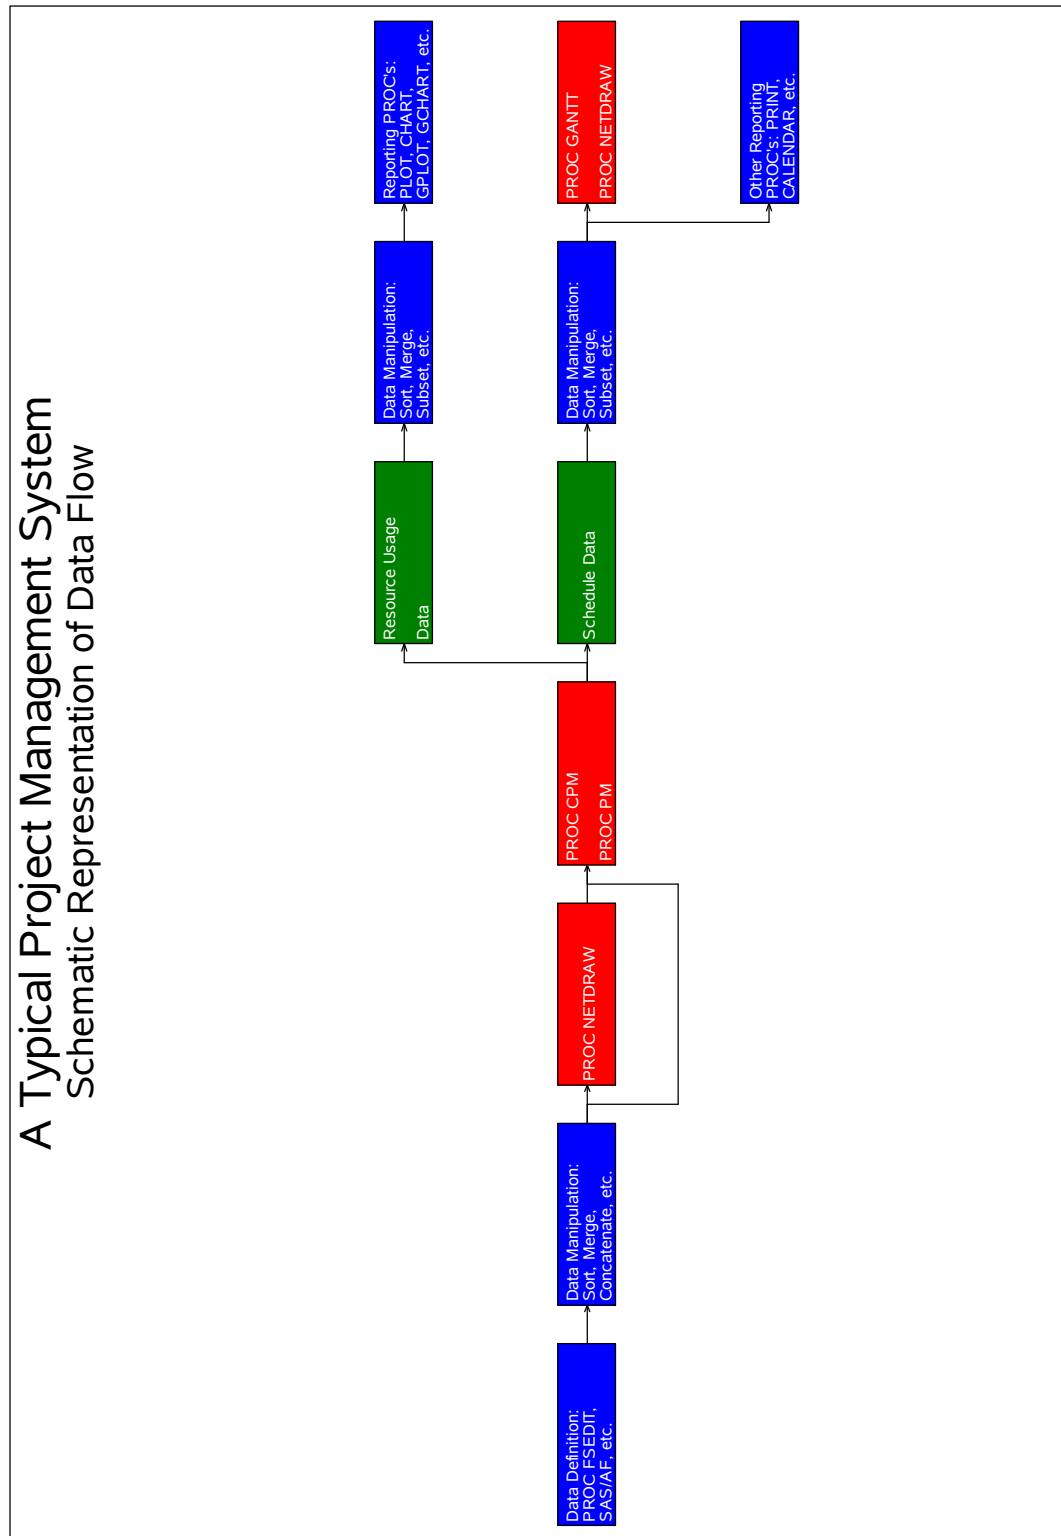 A Typical Project Management System
Schematic Representation of Data Flow
Data Definition:
PROC FSEDIT,
SAS/AF, etc.
Data Manipulation:
Sort, Merge,
Concatenate, etc.
PROC NETDRAW
PROC CPM
PROC PM
Resource Usage
Data
Data Manipulation:
Sort, Merge,
Subset, etc.
Reporting PROC's:
PLOT, CHART,
GPLOT, GCHART, etc.
Schedule Data
Data Manipulation:
Sort, Merge,
Subset, etc.
PROC GANTT
PROC NETDRAW
Other Reporting
PROC's: PRINT,
CALENDAR, etc.